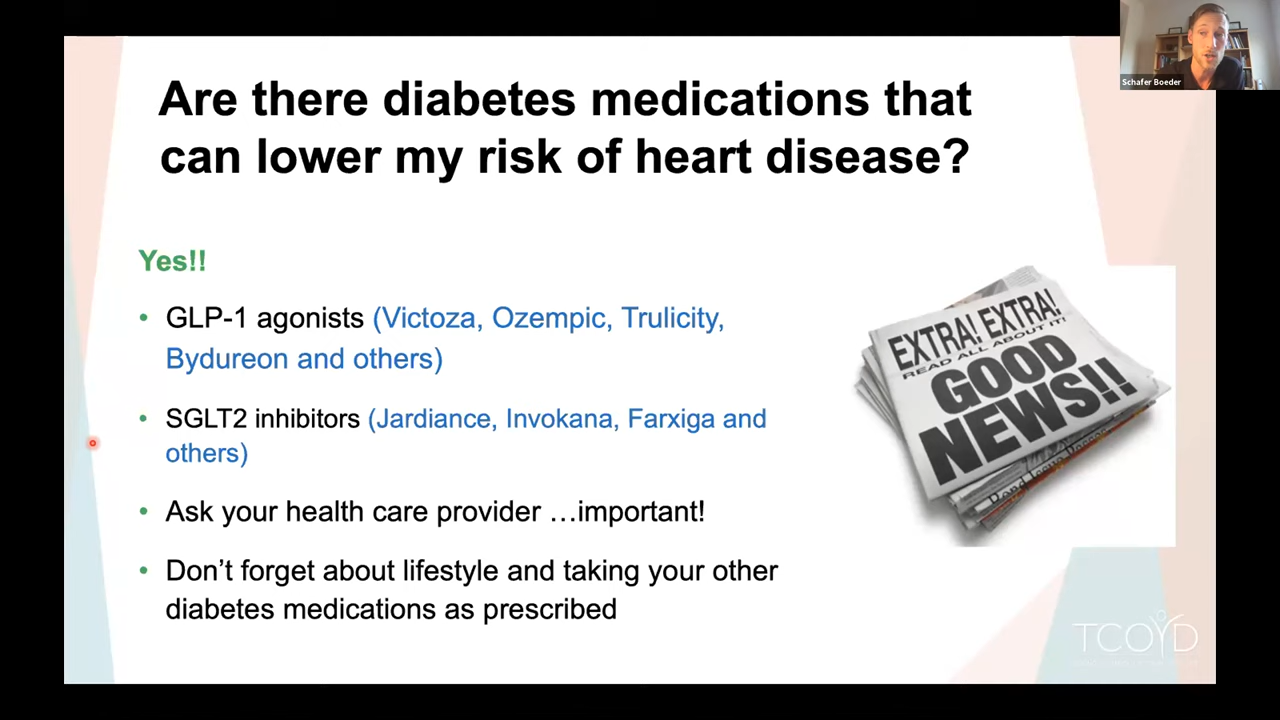 Schafer Boeder
Are there diabetes medications that
can lower my risk of heart disease?
Yes!!
• GLP-1 agonists (Victoza, Ozempic, Trulicity,
Bydureon and others)
• SGLT2 inhibitors (Jardiance, Invokana, Farxiga and
others)
• Ask your health care provider …important!
• Don’t forget about lifestyle and taking your other
diabetes medications as prescribed
EXTRA! EXTRA!
READ ALL ABOUT IT!
GOOD
NEWS!!
TCOYD